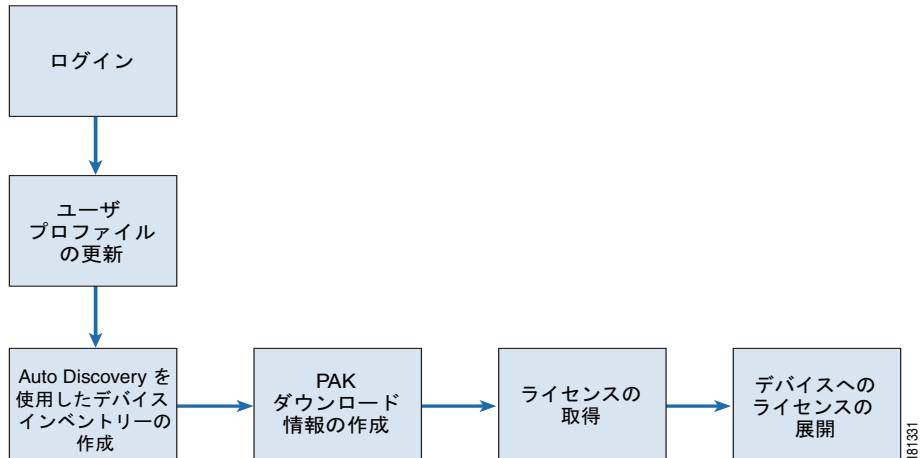 ログイン
ユーザ
プロファイル
の更新
Auto Discovery を
使用したデバイス
インベントリーの
作成
PAK
ダウンロード
情報の作成
ライセンスの
取得
デバイスへの
ライセンスの
展開
181331